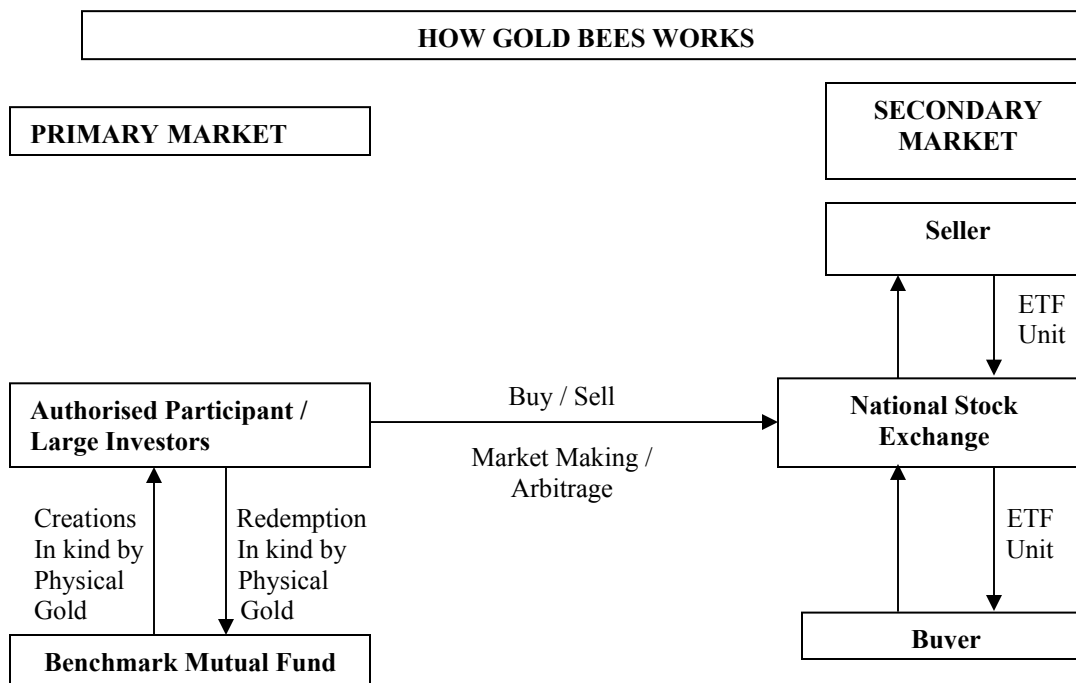 HOW GOLD BEES WORKS
PRIMARY MARKET
SECONDARY
MARKET
Seller
ETF
Unit
Authorised Participant /
Large Investors
Buy / Sell
Market Making /
Arbitrage
National Stock
Exchange
Creations
In kind by
Physical
Gold
Redemption
In kind by
Physical
Gold
ETF
Unit
Benchmark Mutual Fund
Buver